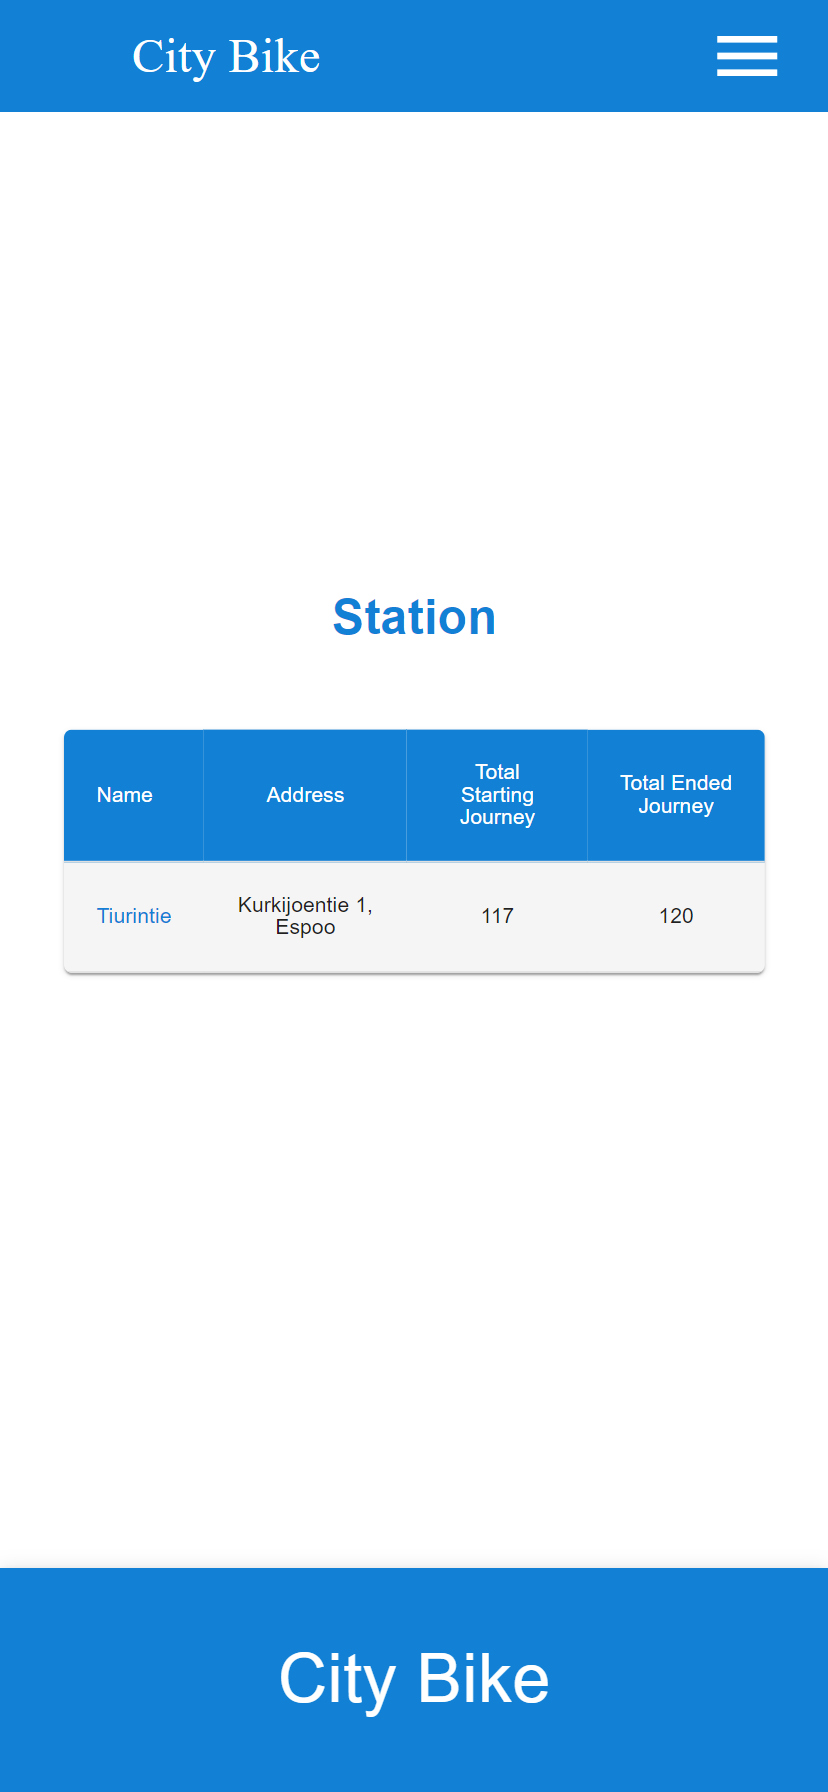 City Bike
Station
Name
Address
Total
Starting
Journey
Total Ended
Journey
Tiurintie
Kurkijoentie 1,
Espoo
117
120
City Bike